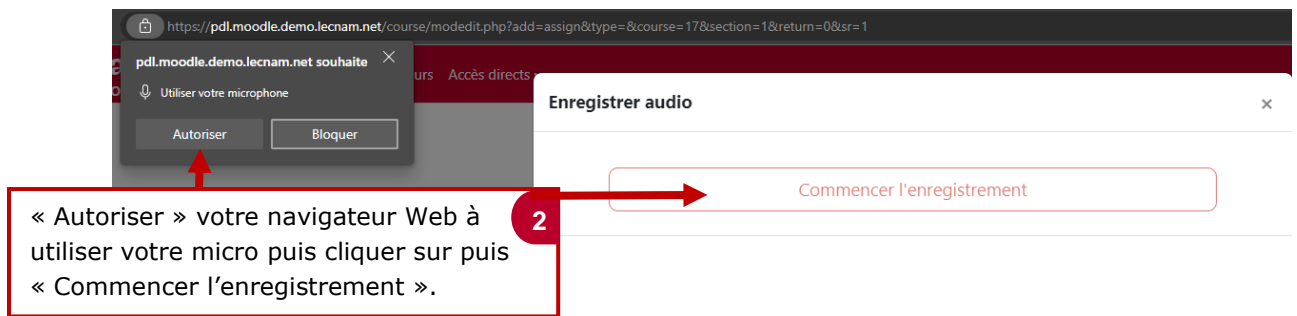 https://pdl.moodle.demo.lecnam.net/course/modedit.php?add=assign&type=&course=17&section=1&return=0&sr=1
pdl.moodle.demo.lecnam.net souhaite
Utiliser votre microphone
Autoriser Bloquer
urs Accès directs
Enregistrer audio
Commencer l'enregistrement
« Autoriser » votre navigateur Web à
utiliser votre micro puis cliquer sur puis
« Commencer l’enregistrement ».
2